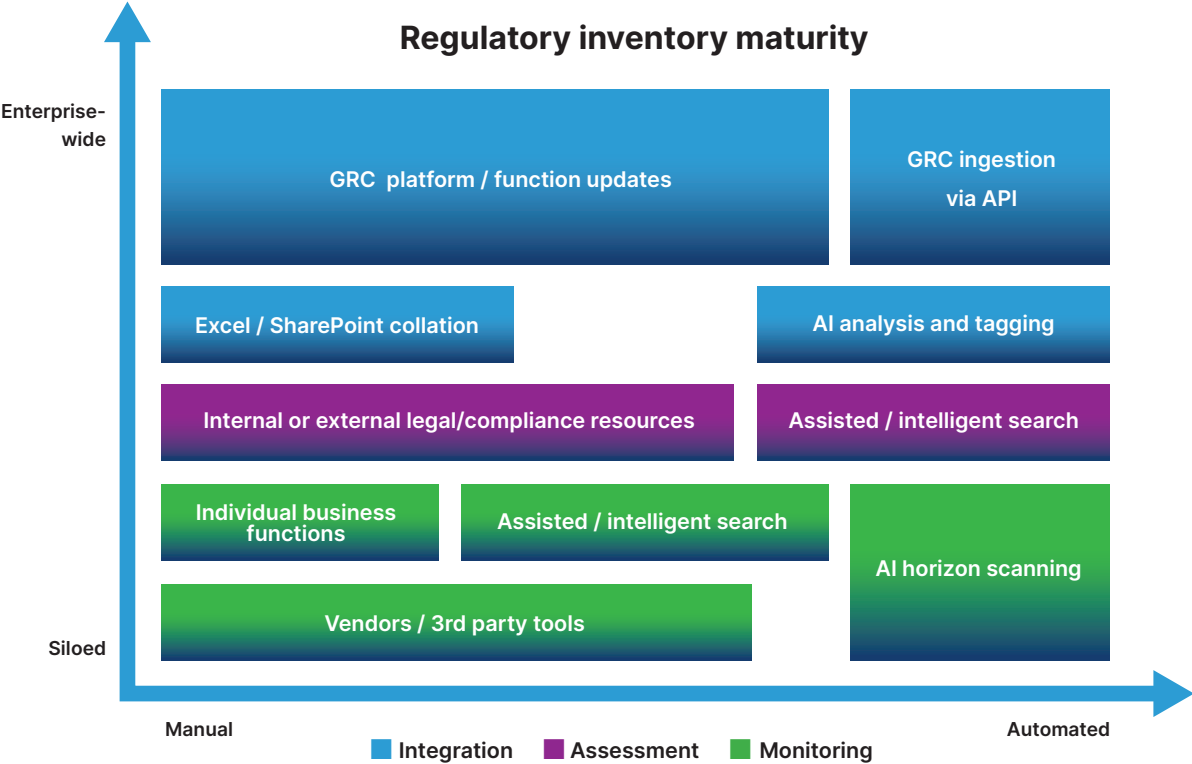 Regulatory inventory maturity
Enterprise-
wide
GRC platform / function updates
GRC ingestion
via API
Excel / SharePoint collation
AI analysis and tagging
Internal or external legal/compliance resources
Assisted / intelligent search
Individual business
functions
Assisted / intelligent search
AI horizon scanning
Vendors / 3rd party tools
Siloed
Manual
Automated
Integration
Assessment
Monitoring